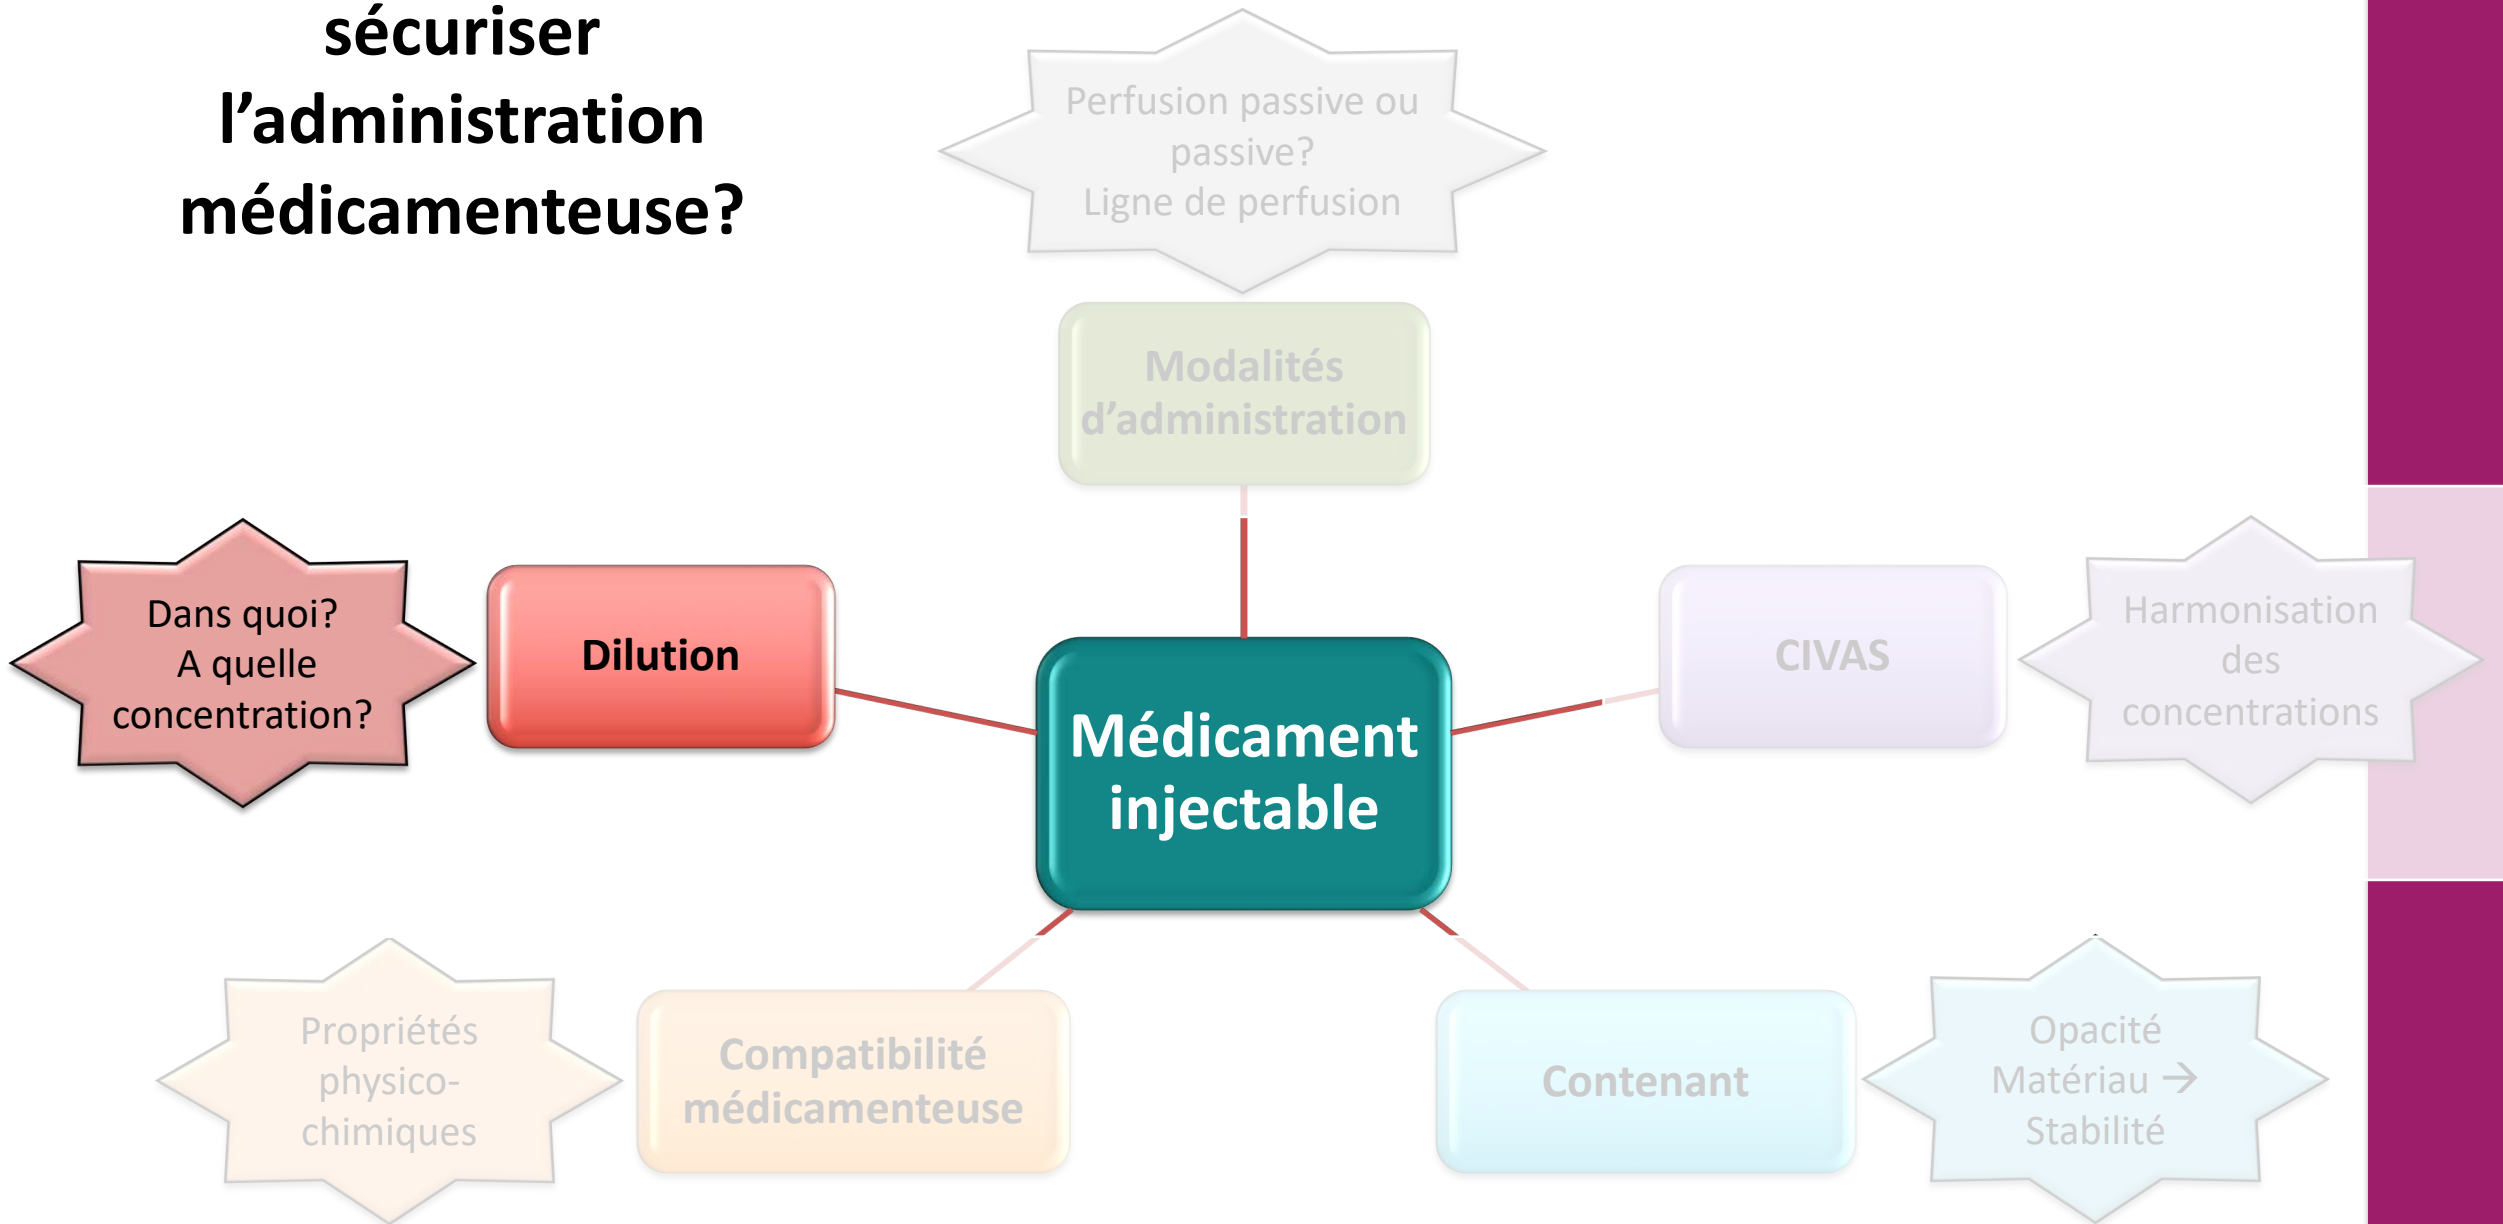 sécuriser
l’administration
médicamenteuse?
Perfusion passive ou
passive?
Ligne de perfusion
Modalités
d’administration
Dans quoi?
A quelle
concentration?
Dilution
CIVAS
Harmonisation
des
concentrations
Médicament
injectable
Propriétés
physico-
chimiques
Compatibilité
médicamenteuse
Contenant
Opacité
Matériau →
Stabilité